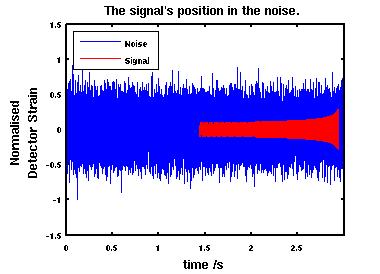 The signal's position in the noise.
1.5
Noise
Signal
1
0.5
0
-0.5
-1
-1.5
Normalised
Detector Strain
0 0.5 1 1.5 2 2.5
time /s